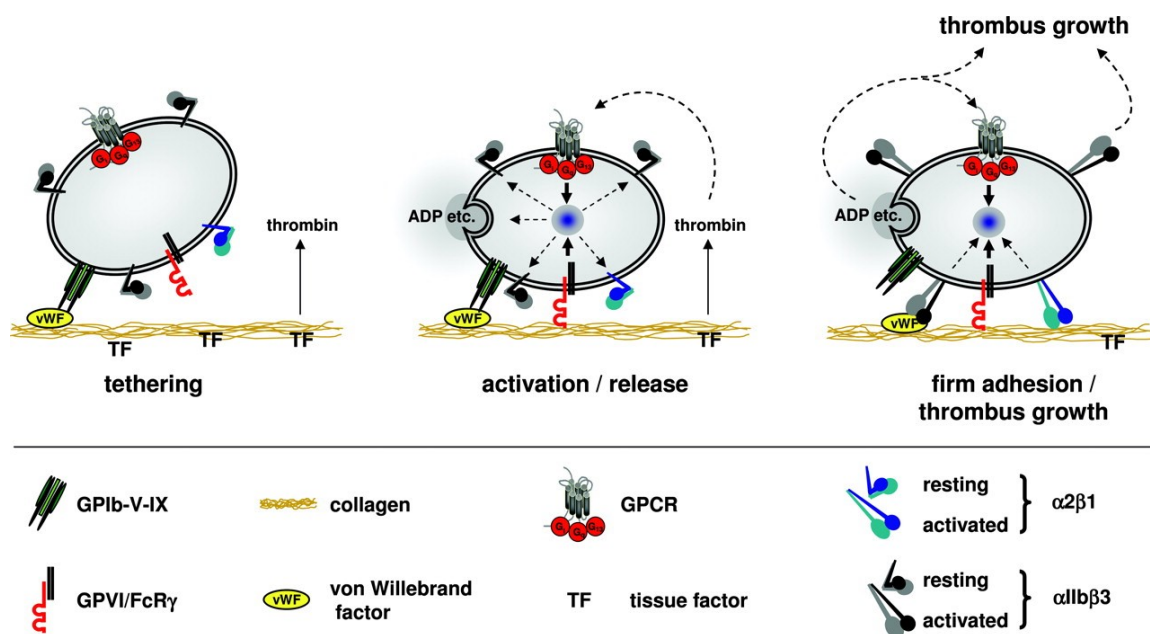 thrombus growth
thrombin
vWF
TF
TF
TF
tethering
ADP etc.
thrombin
vWF
TF
activation / release
ADP etc.
vWF
TF
firm adhesion /
thrombus growth
GPIb-V-IX
collagen
GPCR
resting
activated
α2β1
GPVI/FcRγ
vWF
von Willebrand
factor
TF
tissue factor
resting
activated
αIIbβ3